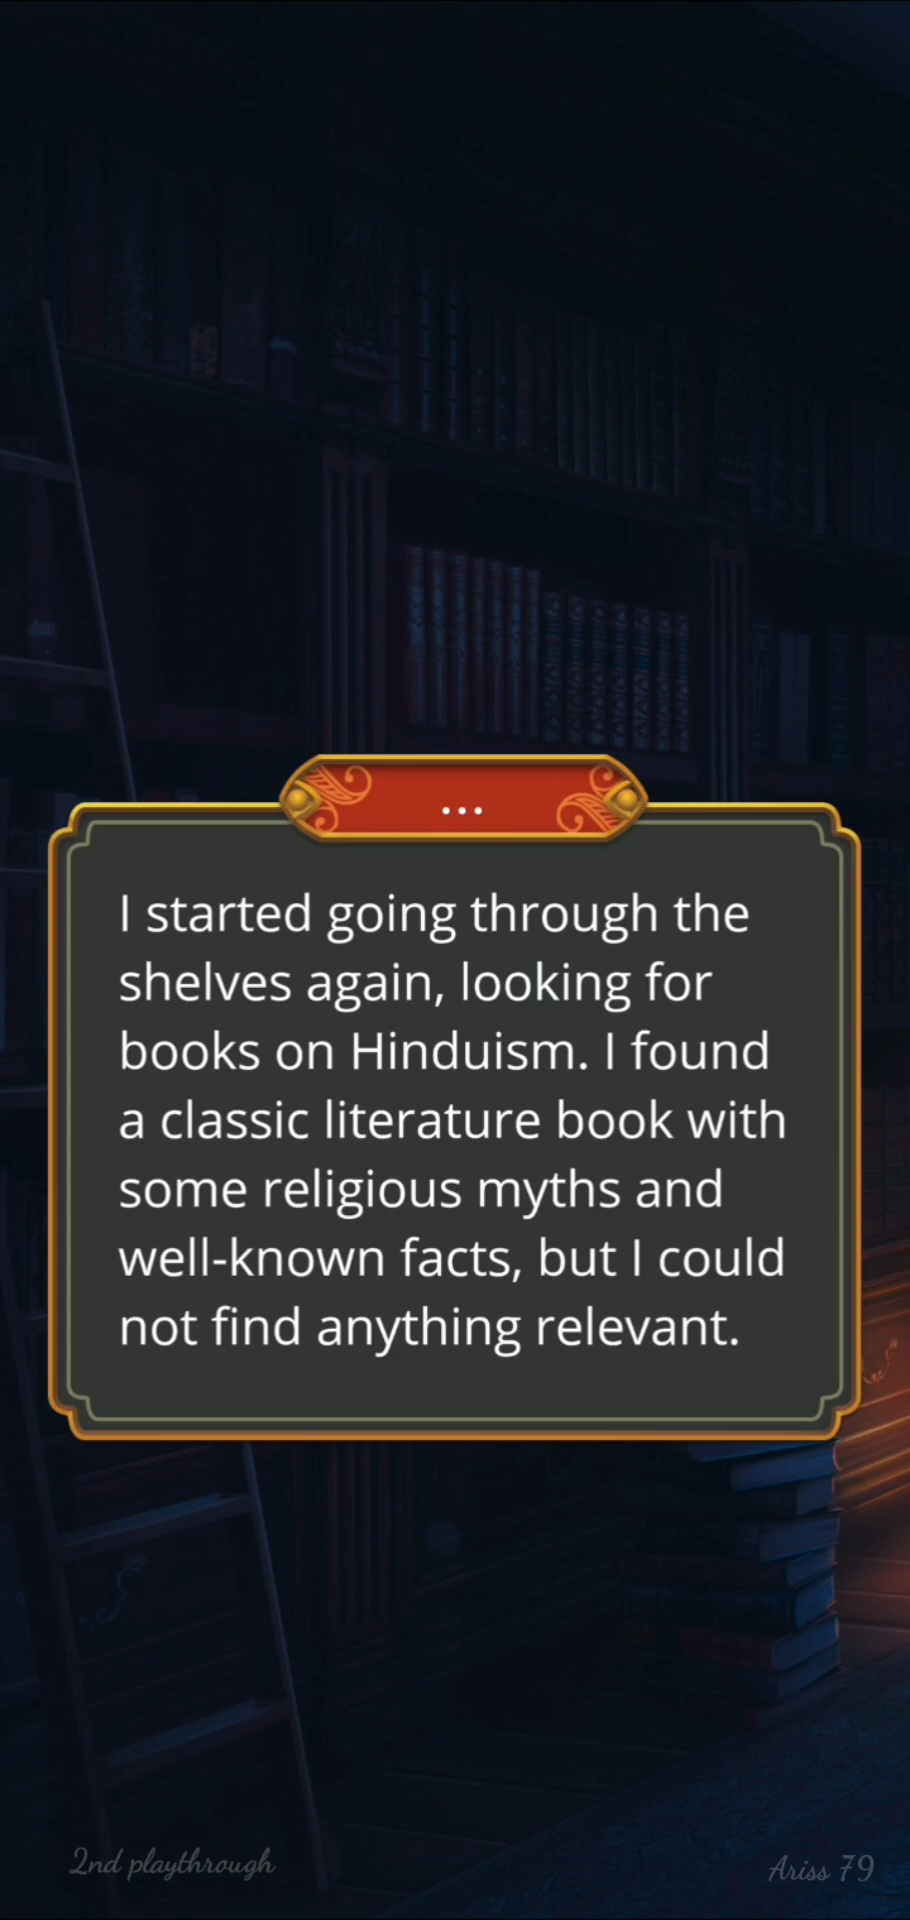 ...
I started going through the
shelves again, looking for
books on Hinduism. I found
a classic literature book with
some religious myths and
well-known facts, but I could
not find anything relevant.
2nd playthrough
Ariss 79